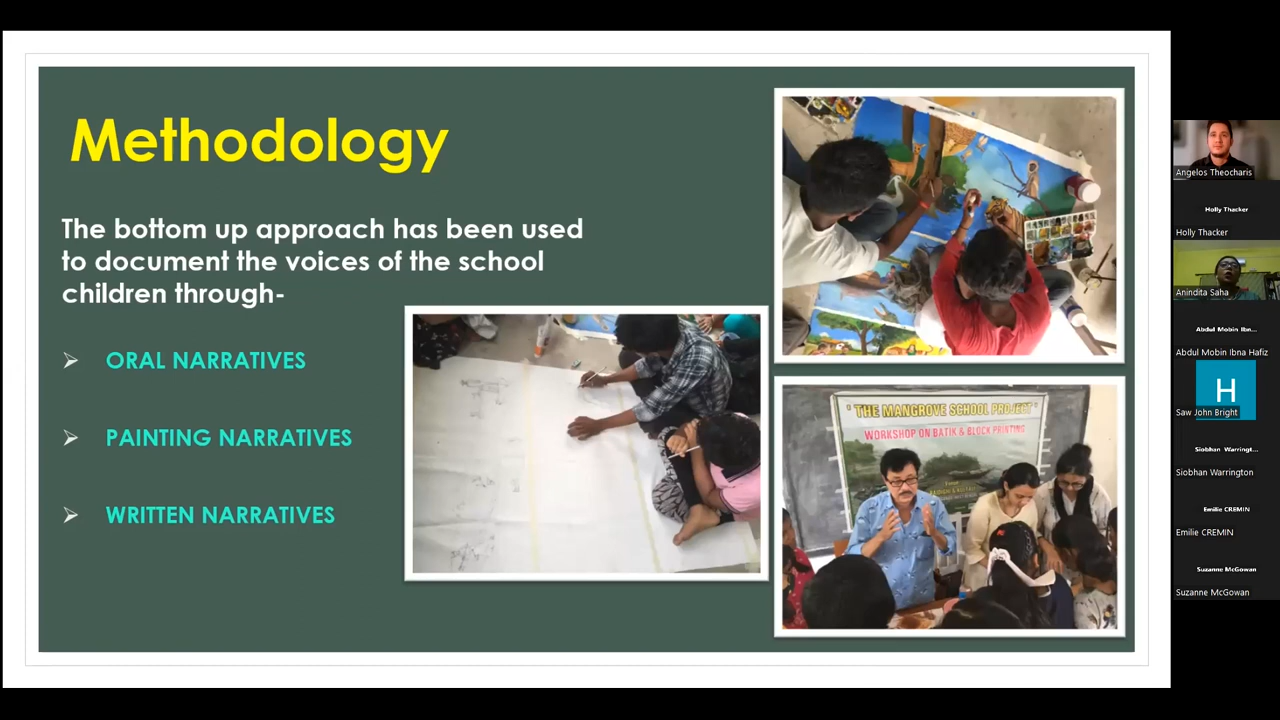 Methodology
The bottom up approach has been used
to document the voices of the school
children through-
ORAL NARRATIVES
PAINTING NARRATIVES
WRITTEN NARRATIVES
' THE MANGROVE SCHOOL PROJECT '
WORKSHOP ON BATIK & BLOCK PRINTING
Angelos Theocharis
Holly Thacker
Holly Thacker
Anindita Saha
Abdul Mobin Ibn...
Abdul Mobin Ibna Hafiz
H
Saw John Bright
Siobhan Warringt...
Siobhan Warrington
Emilie CREMIN
Emilie CREMIN
Suzanne McGowan
Suzanne McGowan